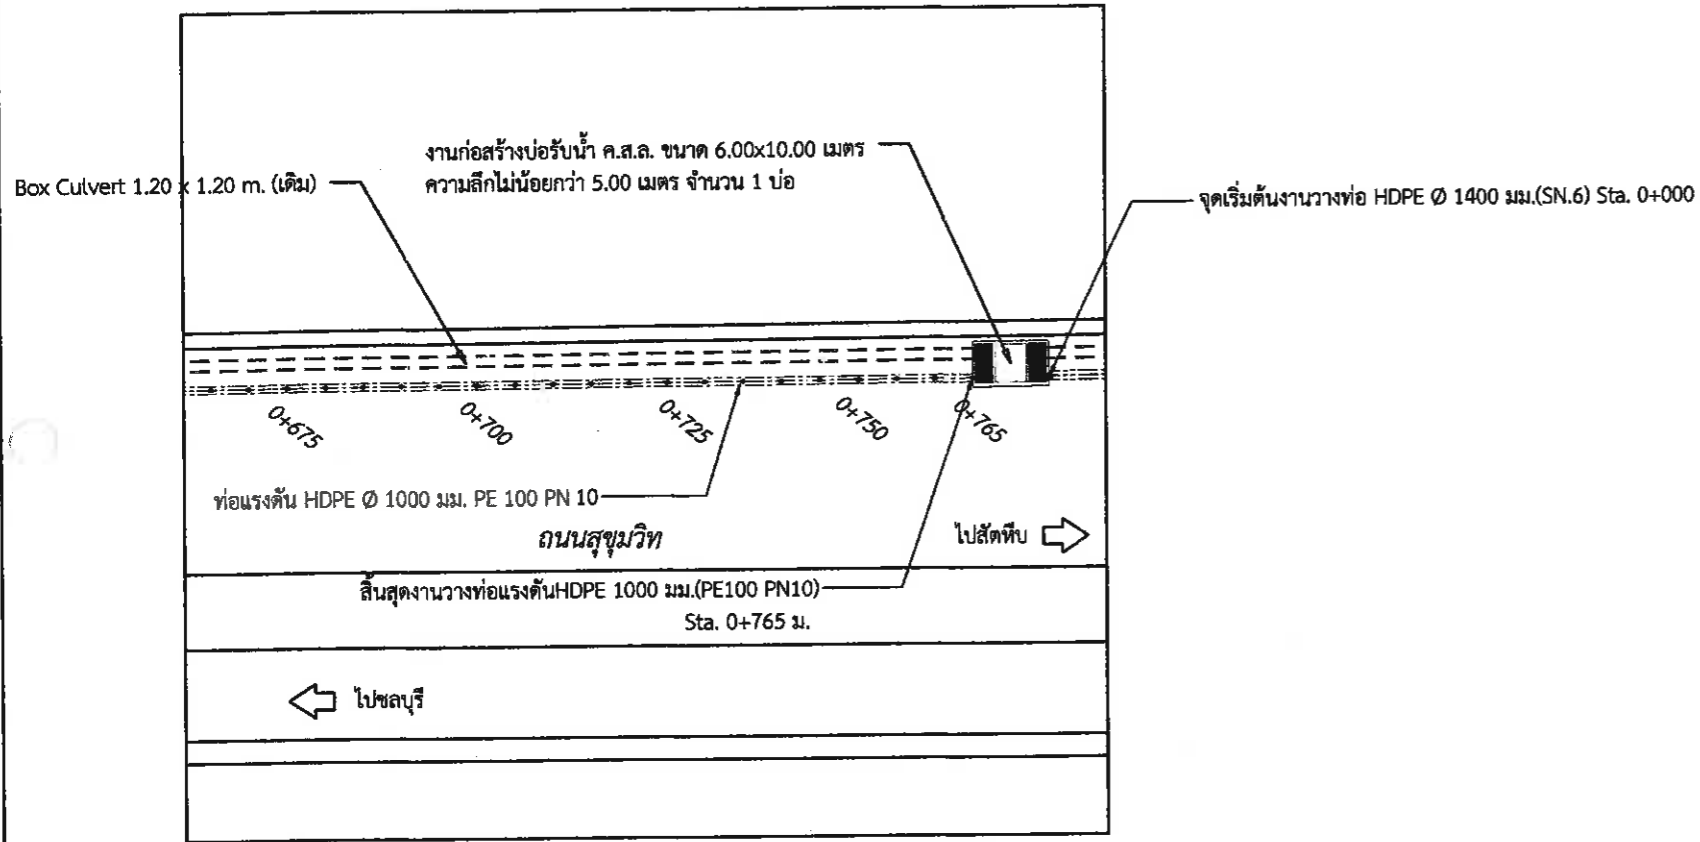 งานก่อสร้างบ่อรับน้ำ ค.ส.ล. ขนาด 6.00x10.00 เมตร
ความลึกไม่น้อยกว่า 5.00 เมตร จำนวน 1 บ่อ
Box Culvert 1.20 x 1.20 m. (เดิม)
จุดเริ่มต้นงานวางท่อ HDPE Ø 1400 มม.(SN.6) Sta. 0+000
0+675
0+700
0+725
0+750
0+765
ท่อแรงดัน HDPE Ø 1000 มม. PE 100 PN 10
ถนนสุขุมวิท
ไปสัตหีบ
สิ้นสุดงานวางท่อแรงดันHDPE 1000 มม.(PE100 PN10)
Sta. 0+765 ม.
ไปชลบุรี